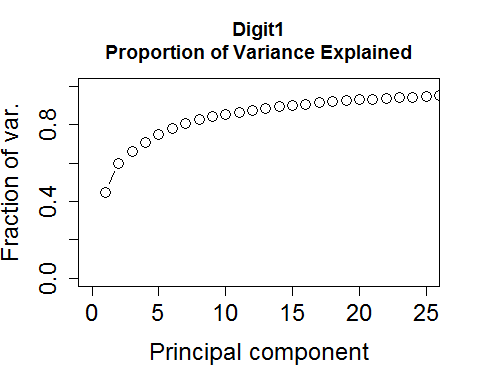 Digit1
Proportion of Variance Explained
Fraction of var.
0.8
0.4
0.0
0 5 10 15 20 25
Principal component